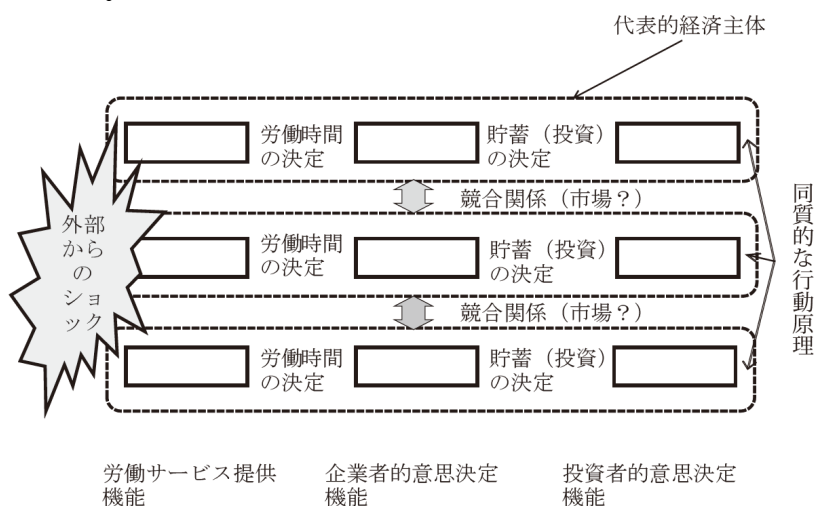 代表的経済主体
労働時間
の決定
貯蓄（投資）
の決定
競合関係（市場？）
外部
から
の
ショ
ック
労働時間
の決定
貯蓄（投資）
の決定
同質的な行動原理
競合関係（市場？）
労働時間
の決定
貯蓄（投資）
の決定
労働サービス提供
機能
企業者的意思決定
機能
投資者的意思決定
機能